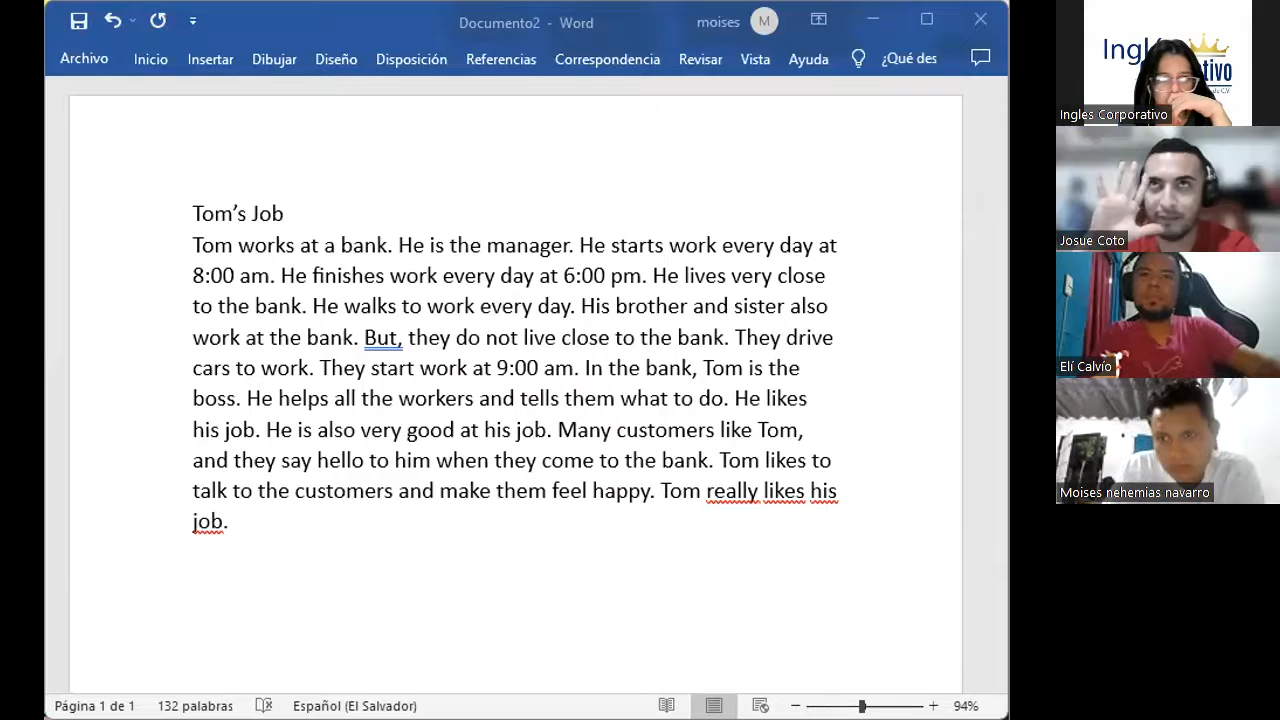 Documento2 - Word
moises
M
Archivo
Inicio
Insertar
Dibujar
Diseño
Disposición
Referencias
Correspondencia
Revisar
Vista
Ayuda
¿Qué des
Tom’s Job
Tom works at a bank. He is the manager. He starts work every day at
8:00 am. He finishes work every day at 6:00 pm. He lives very close
to the bank. He walks to work every day. His brother and sister also
work at the bank. But, they do not live close to the bank. They drive
cars to work. They start work at 9:00 am. In the bank, Tom is the
boss. He helps all the workers and tells them what to do. He likes
his job. He is also very good at his job. Many customers like Tom,
and they say hello to him when they come to the bank. Tom likes to
talk to the customers and make them feel happy. Tom really likes his
job.
Página 1 de 1
132 palabras
Español (El Salvador)
94%
Ingles Corporativo
Josue Coto
Elí Calvío
Moises nehemias navarro